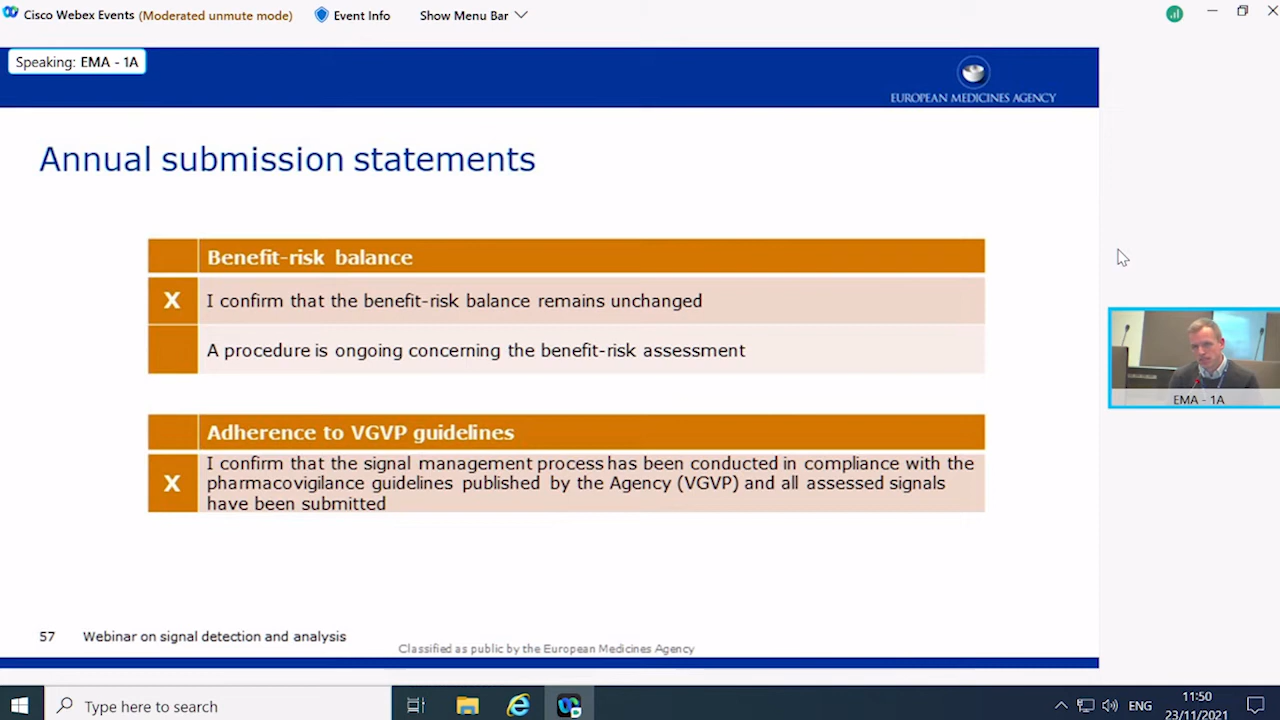 Cisco Webex Events (Moderated unmute mode) Event Info Show Menu Bar
Speaking: EMA - 1A
EUROPEAN MEDICINES AGENCY
Annual submission statements
Benefit-risk balance
X I confirm that the benefit-risk balance remains unchanged
A procedure is ongoing concerning the benefit-risk assessment
EMA - 1A
Adherence to VGVP guidelines
I confirm that the signal management process has been conducted in compliance with the
X pharmacovigilance guidelines published by the Agency (VGVP) and all assessed signals
have been submitted
57 Webinar on signal detection and analysis
Classified as public by the European Medicines Agency
Type here to search
ENG
11:50
23/11/2021